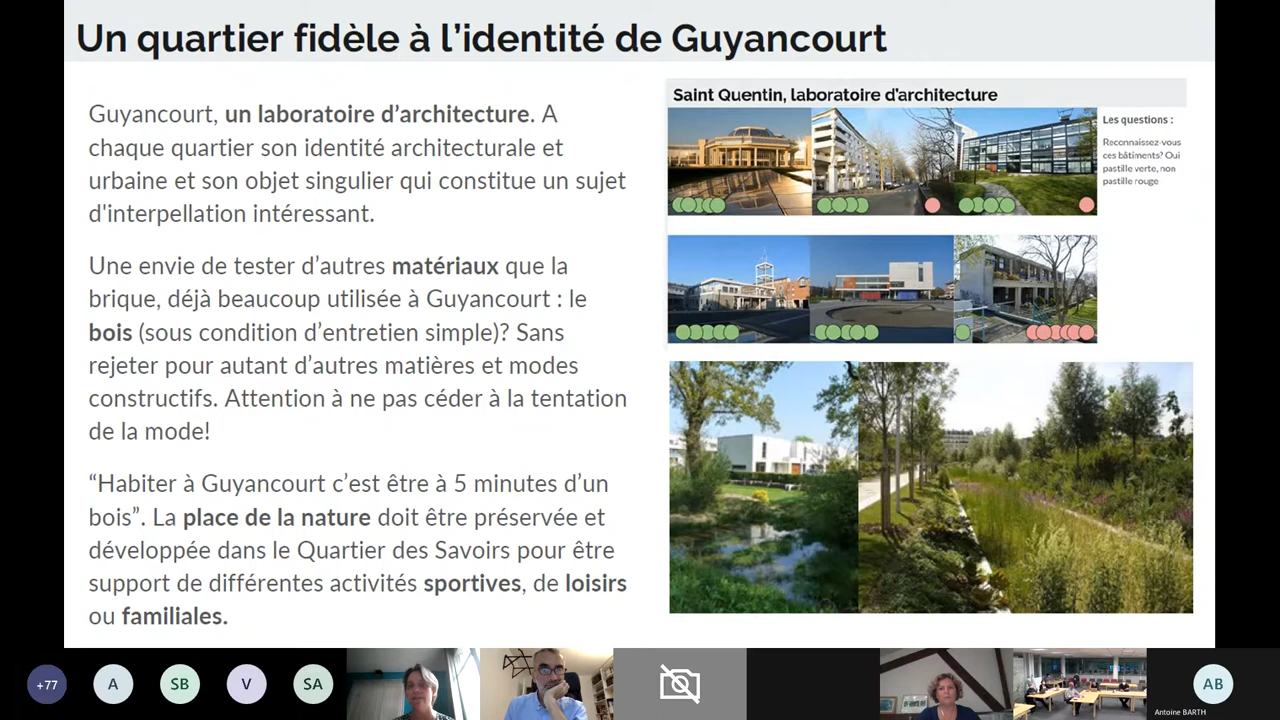 Un quartier fidèle à l'identité de Guyancourt
Guyancourt, un laboratoire d'architecture. A
chaque quartier son identité architecturale et
urbaine et son objet singulier qui constitue un sujet
d'interpellation intéressant.
Une envie de tester d'autres matériaux que la
brique, déjà beaucoup utilisée à Guyancourt : le
bois (sous condition d'entretien simple)? Sans
rejeter pour autant d'autres matières et modes
constructifs. Attention à ne pas céder à la tentation
de la mode!
“Habiter à Guyancourt c'est être à 5 minutes d'un
bois”. La place de la nature doit être préservée et
développée dans le Quartier des Savoirs pour être
support de différentes activités sportives, de loisirs
ou familiales.
Saint Quentin, laboratoire d'architecture
Les questions :
Reconnaissez-vous
ces bâtiments? Oui
pastille verte, non
pastille rouge
+77
A
SB
V
SA
AB
Antoine BARTH